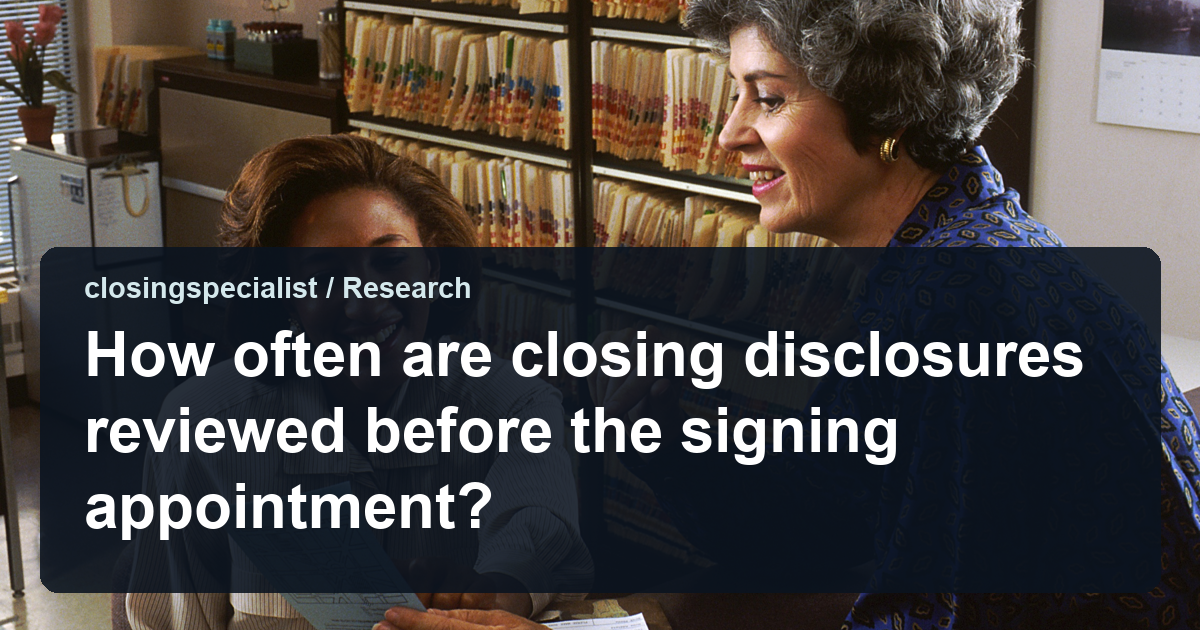 closingspecialist / Research
How often are closing disclosures
reviewed before the signing
appointment?